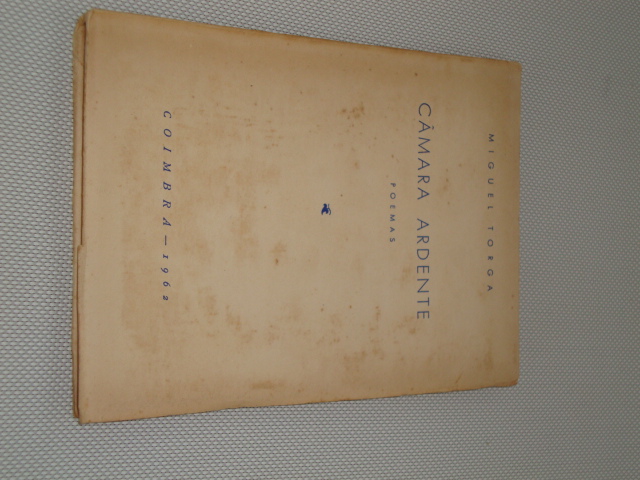 MIGUEL TORGA
CÂMARA ARDENTE
POEMAS
COIMBRA — 1962